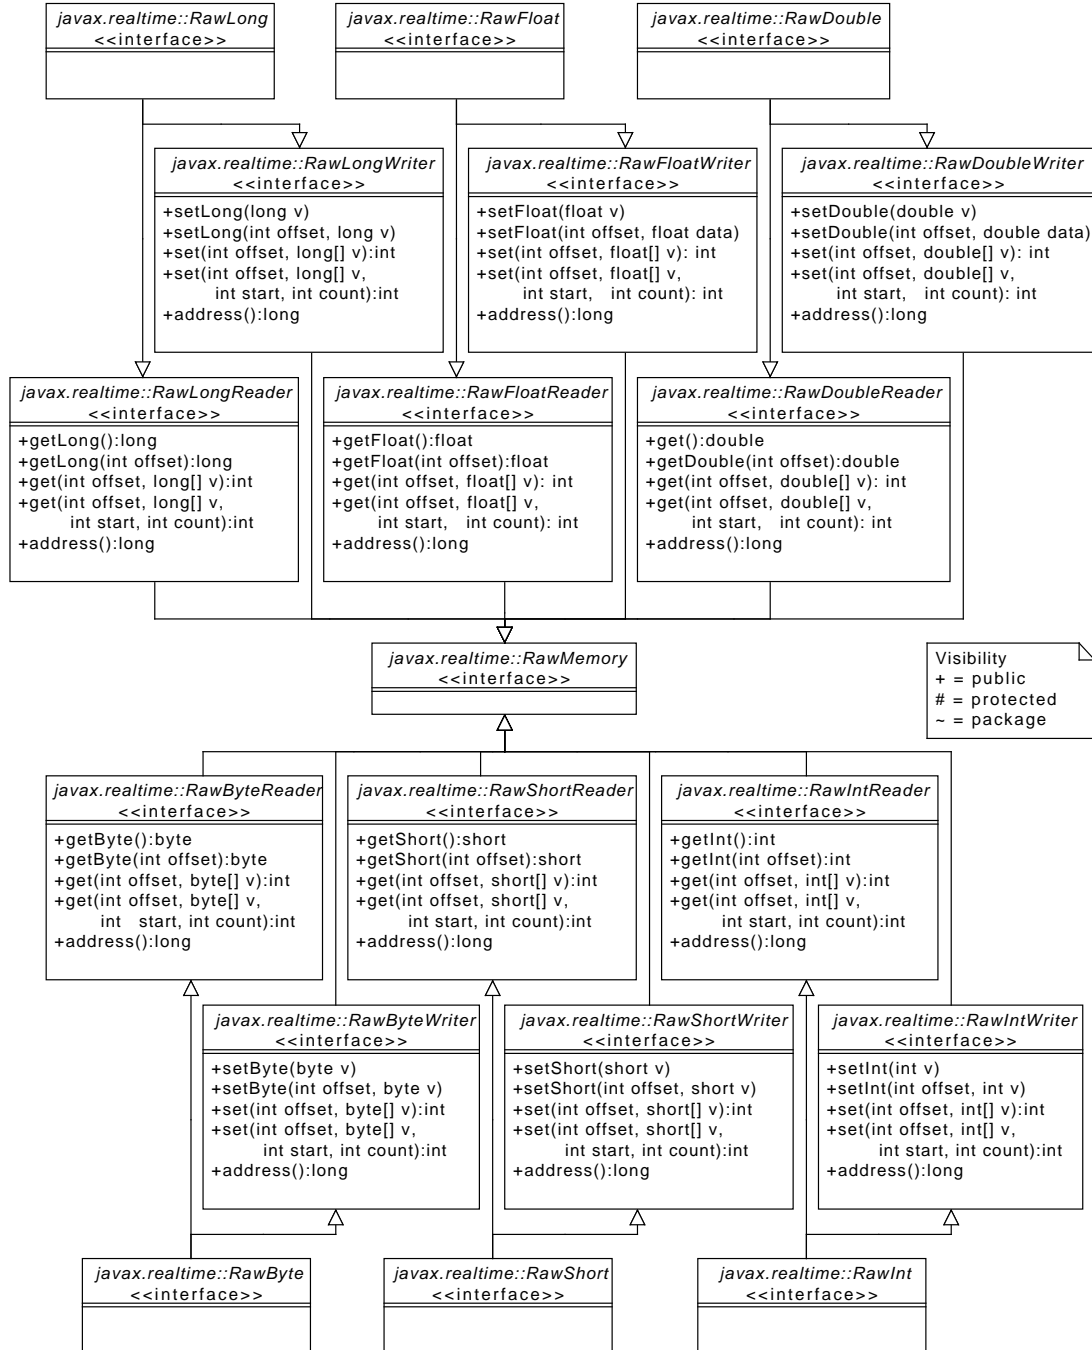 javax.realtime::RawLong
<<interface>>
javax.realtime::RawFloat
<<interface>>
javax.realtime::RawDouble
<<interface>>
javax.realtime::RawLongWriter
<<interface>>
+setLong(long v)
+setLong(int offset, long v)
+set(int offset, long[] v):int
+set(int offset, long[] v,
int start, int count):int
+address():long
javax.realtime::RawFloatWriter
<<interface>>
+setFloat(float v)
+setFloat(int offset, float data)
+set(int offset, float[] v): int
+set(int offset, float[] v,
int start, int count): int
+address():long
javax.realtime::RawDoubleWriter
<<interface>>
+setDouble(double v)
+setDouble(int offset, double data)
+set(int offset, double[] v): int
+set(int offset, double[] v,
int start, int count): int
+address():long
javax.realtime::RawLongReader
<<interface>>
+getLong():long
+getLong(int offset):long
+get(int offset, long[] v):int
+get(int offset, long[] v,
int start, int count):int
+address():long
javax.realtime::RawFloatReader
<<interface>>
+getFloat():float
+getFloat(int offset):float
+get(int offset, float[] v): int
+get(int offset, float[] v,
int start, int count): int
+address():long
javax.realtime::RawDoubleReader
<<interface>>
+get():double
+getDouble(int offset):double
+get(int offset, double[] v): int
+get(int offset, double[] v,
int start, int count): int
+address():long
javax.realtime::RawMemory
<<interface>>
Visibility
+ = public
# = protected
~ = package
javax.realtime::RawByteReader
<<interface>>
+getByte():byte
+getByte(int offset):byte
+get(int offset, byte[] v):int
+get(int offset, byte[] v,
int start, int count):int
+address():long
javax.realtime::RawShortReader
<<interface>>
+getShort():short
+getShort(int offset):short
+get(int offset, short[] v):int
+get(int offset, short[] v,
int start, int count):int
+address():long
javax.realtime::RawIntReader
<<interface>>
+getInt():int
+getInt(int offset):int
+get(int offset, int[] v):int
+get(int offset, int[] v,
int start, int count):int
+address():long
javax.realtime::RawByteWriter
<<interface>>
+setByte(byte v)
+setByte(int offset, byte v)
+set(int offset, byte[] v):int
+set(int offset, byte[] v,
int start, int count):int
+address():long
javax.realtime::RawShortWriter
<<interface>>
+setShort(short v)
+setShort(int offset, short v)
+set(int offset, short[] v):int
+set(int offset, short[] v,
int start, int count):int
+address():long
javax.realtime::RawIntWriter
<<interface>>
+setInt(int v)
+setInt(int offset, int v)
+set(int offset, int[] v):int
+set(int offset, int[] v,
int start, int count):int
+address():long
javax.realtime::RawByte
<<interface>>
javax.realtime::RawShort
<<interface>>
javax.realtime::RawInt
<<interface>>